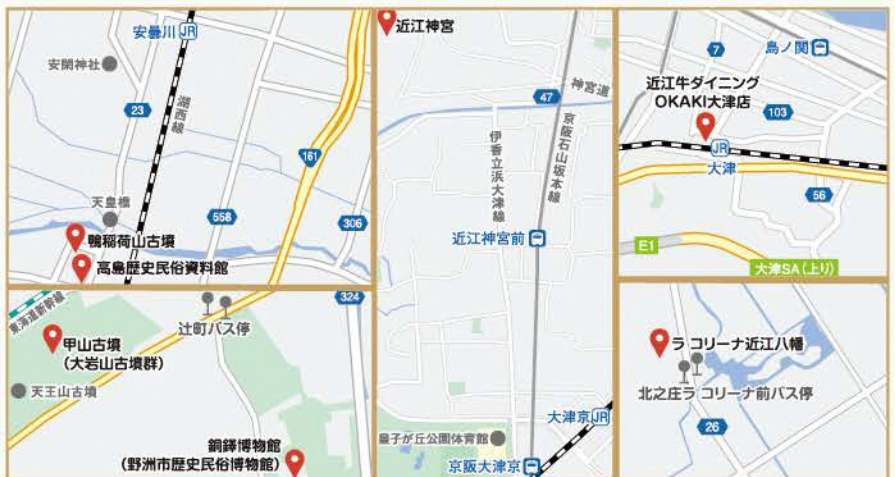 安曇川 JR
安閑神社
23
湖西線
161
天皇橋
558
306
鴨稲荷山古墳
高島歴史民俗資料館
近江神宮
47
神宮道
伊香立浜大津線
京阪石山坂本線
近江神宮前
大津京 JR
皇子が丘公園体育館
京阪大津京
7
島ノ関
近江牛ダイニング
OKAKI大津店
103
JR
大津
56
E1
大津SA(上り)
東海道新幹線
324
辻町バス停
甲山古墳
(大岩山古墳群)
天王山古墳
銅鐸博物館
(野洲市歴史民俗博物館)
ラ コリーナ近江八幡
北之庄ラ コリーナ前バス停
26